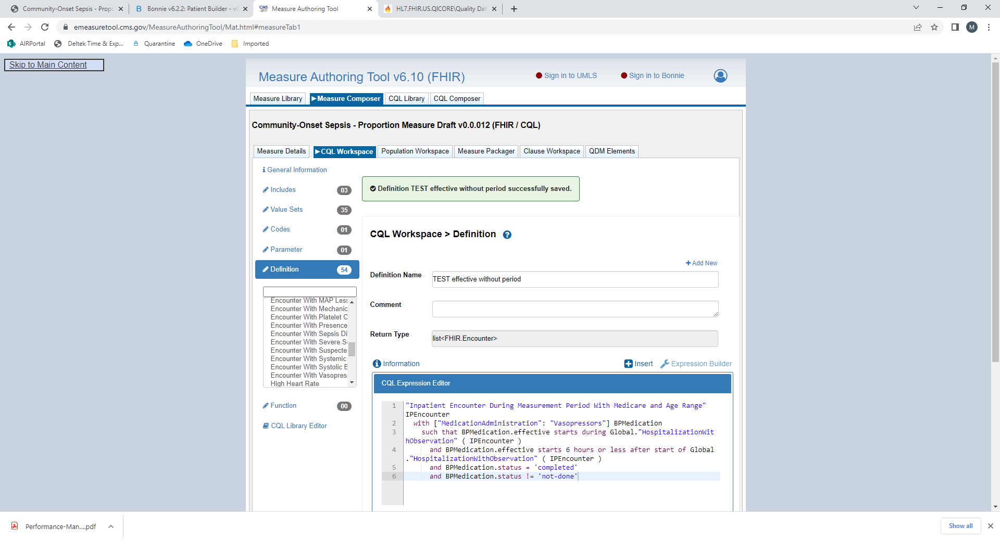 Community-Onset Sepsis - Propo
Bonnie v6.2.2: Patient Builder - v0
Measure Authoring Tool
HL7.FHIR.US.QICORE\Quality Dat
emeasuretool.cms.gov/MeasureAuthoringTool/Mat.html#measureTab1
M
AIRPortal
Deltek Time & Exp...
Quarantine
OneDrive
Imported
Skip to Main Content
Measure Authoring Tool v6.10 (FHIR)
Sign in to UMLS
Sign in to Bonnie
Measure Library
Measure Composer
CQL Library
CQL Composer
Community-Onset Sepsis - Proportion Measure Draft v0.0.012 (FHIR / CQL)
Measure Details
CQL Workspace
Population Workspace
Measure Packager
Clause Workspace
QDM Elements
General Information
Includes 03
Value Sets 35
Codes 01
Parameter 01
Definition 54
Encounter With MAP Less
Encounter With Mechanic
Encounter With Platelet C
Encounter With Presence
Encounter With Sepsis Di
Encounter With Severe S
Encounter With Suspecte
Encounter With Systemic
Encounter With Systolic B
Encounter With Vasopres
High Heart Rate
Function 00
CQL Library Editor
Definition TEST effective without period successfully saved.
CQL Workspace > Definition
Add New
Definition Name
TEST effective without period
Comment
Return Type
list<FHIR.Encounter>
Information
Insert
Expression Builder
CQL Expression Editor
1 "Inpatient Encounter During Measurement Period With Medicare and Age Range"
IPEncounter
2 with ["MedicationAdministration": "Vasopressors"] BPMedication
3 such that BPMedication.effective starts during Global."HospitalizationWit
hObservation" ( IPEncounter )
4 and BPMedication.effective starts 6 hours or less after start of Global
."HospitalizationWithObservation" ( IPEncounter )
5 and BPMedication.status = 'completed'
6 and BPMedication.status != 'not-done'
Performance-Man....pdf
Show all